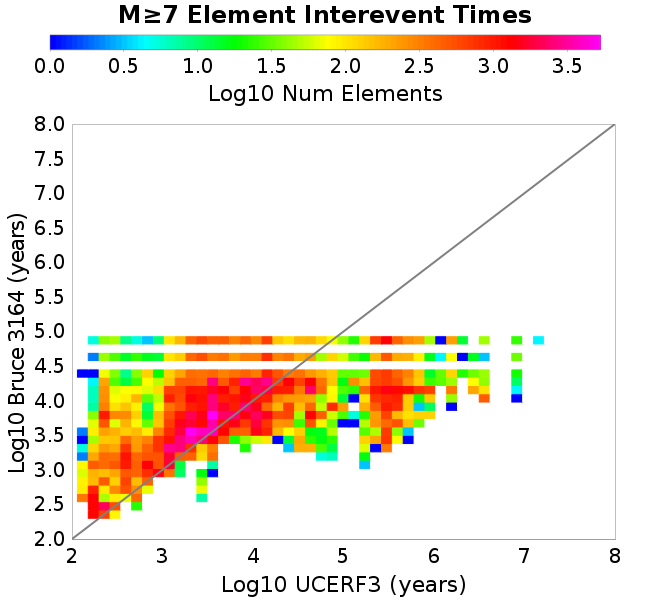 M≥7 Element Interevent Times
0.0 0.5 1.0 1.5 2.0 2.5 3.0 3.5
Log10 Num Elements
8.0
7.5
7.0
6.5
6.0
5.5
5.0
4.5
4.0
3.5
3.0
2.5
2.0
Log10 Bruce 3164 (years)
2 3 4 5 6 7 8
Log10 UCERF3 (years)